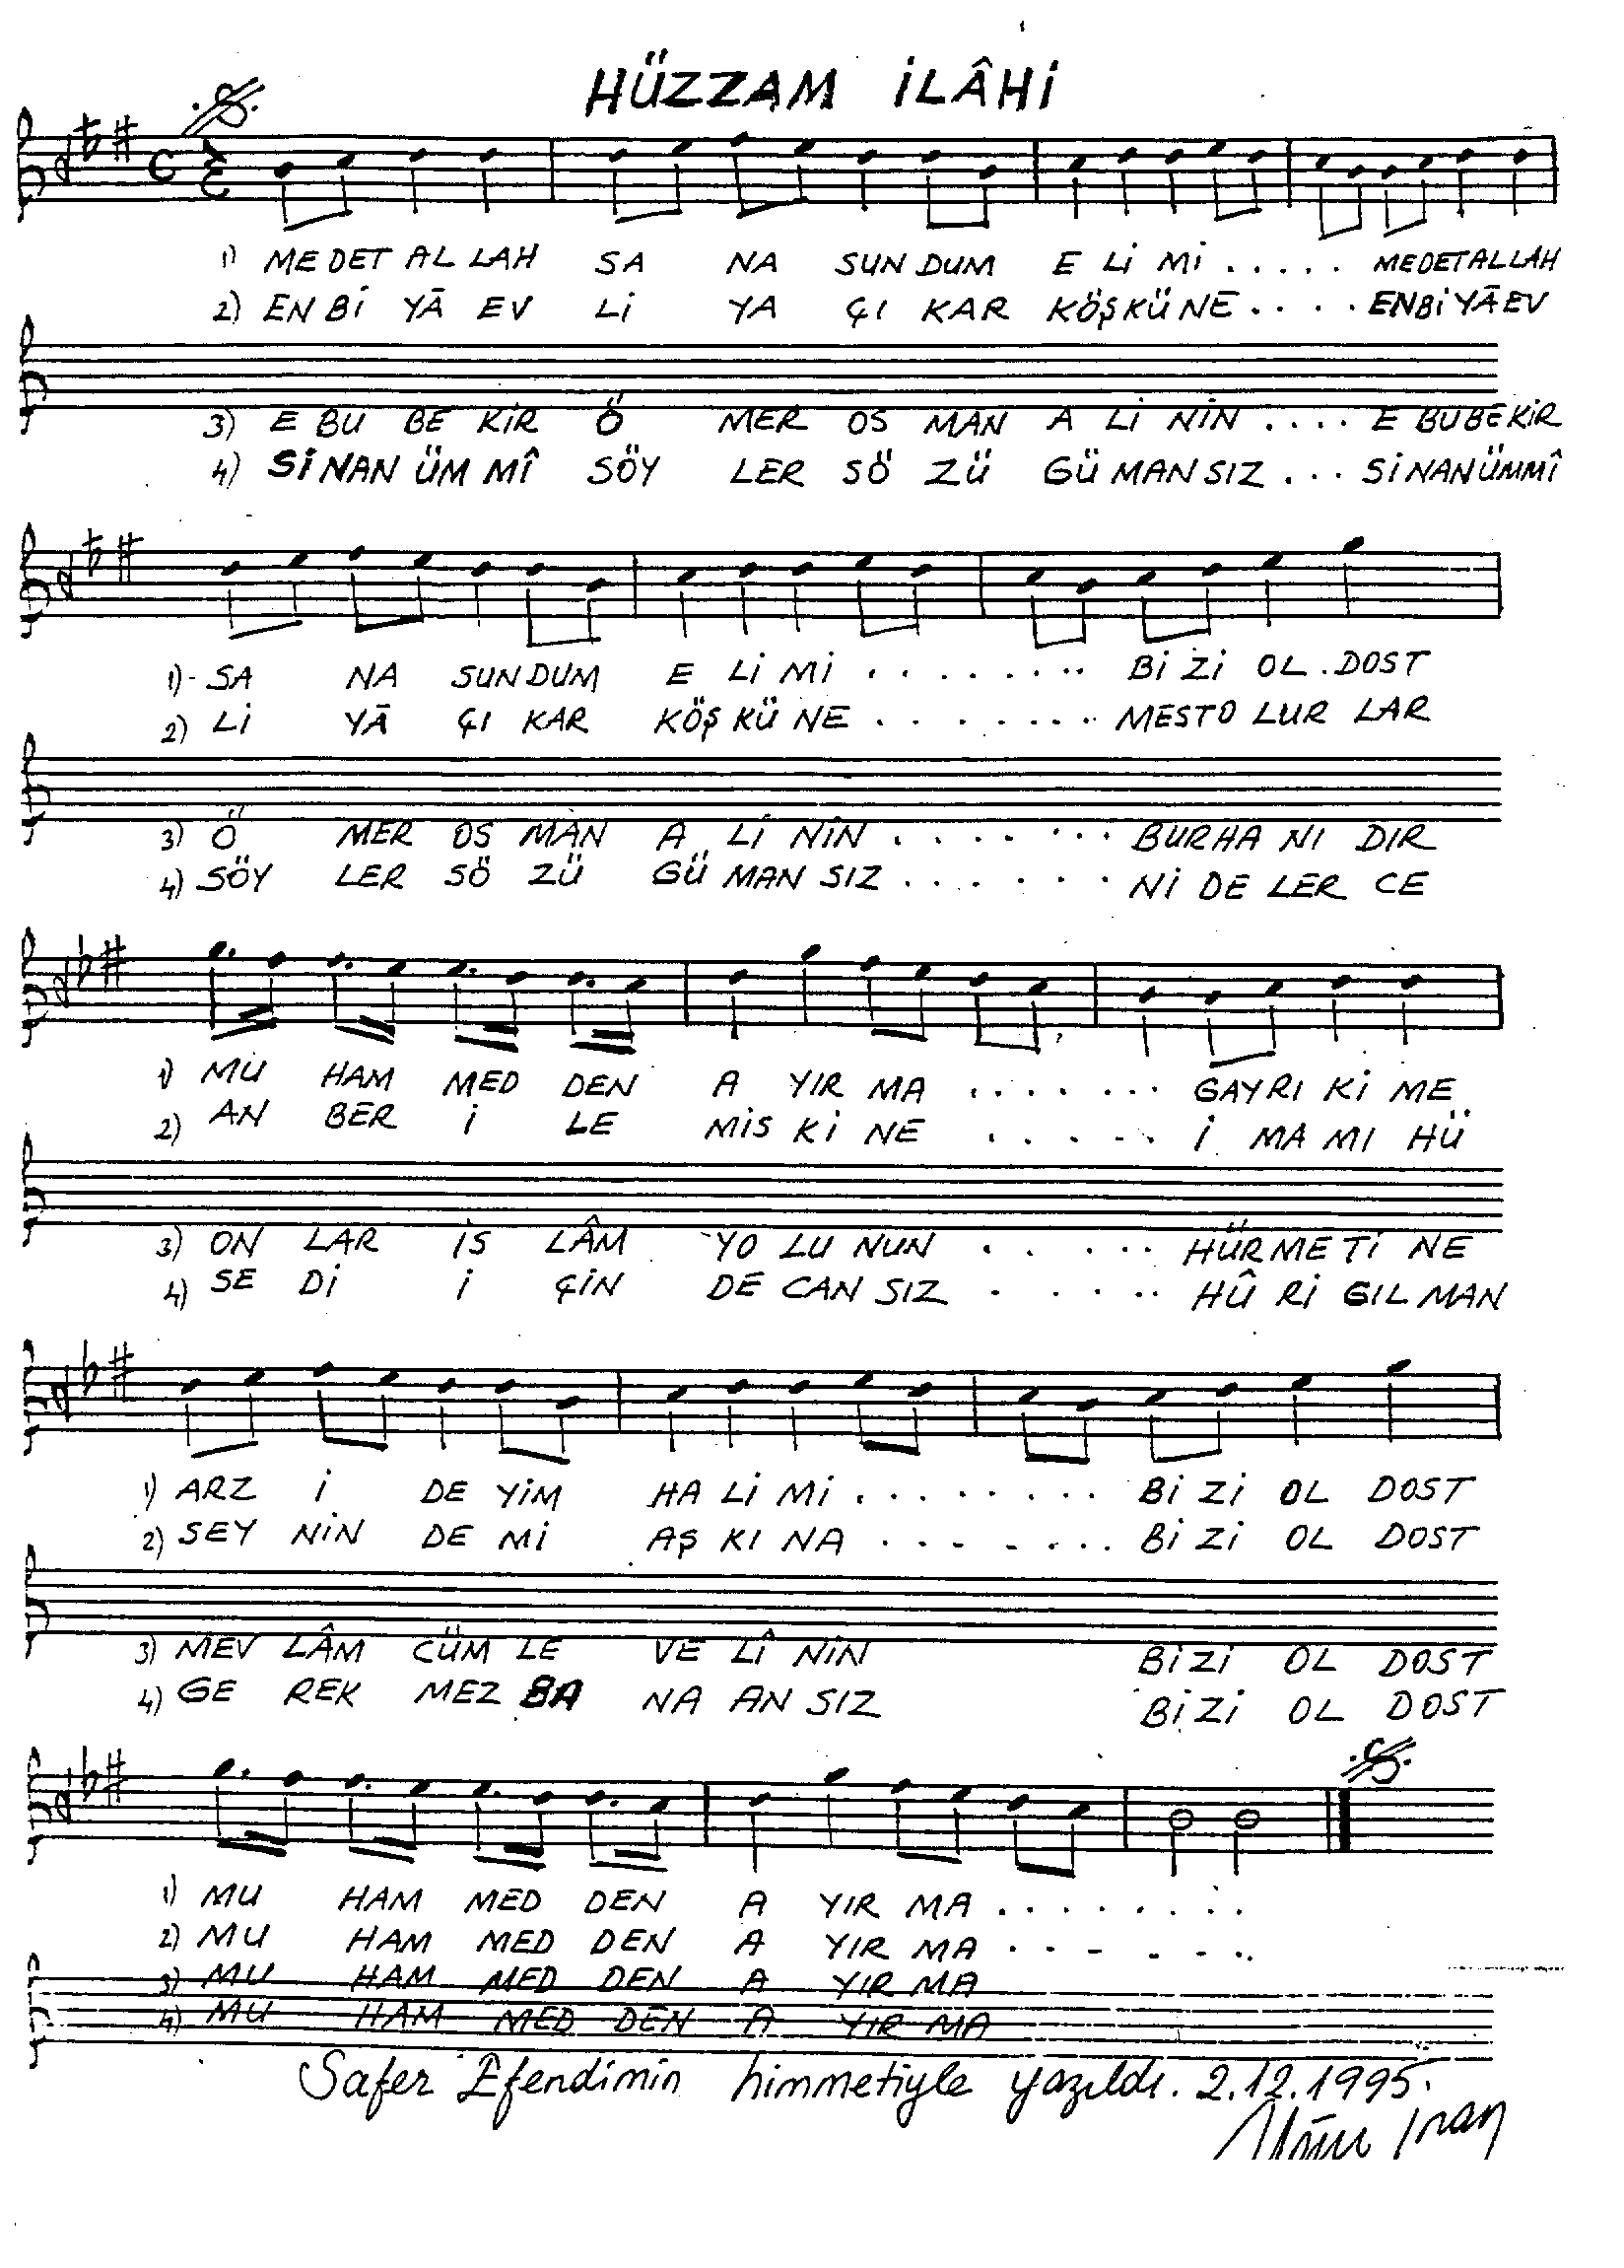 HÜZZAM İLÂHİ
1) MEDET ALLAH SA NA SUN DUM E Lİ Mİ ..... MEDETALLAH
2) EN Bİ YĀ EV Lİ YA ÇI KAR KÖŞ KÜ NE .... ENBİYĀEV
3) E BU BE KİR Ö MER OS MAN A Lİ NİN .... E BUBEKİR
4) Sİ NAN ÜM MÎ SÖY LER SÖ ZÜ GÜ MAN SIZ ... SİNANÜMMÎ
1) - SA NA SUN DUM E Lİ Mİ ........ Bİ Zİ OL DOST
2) Lİ YĀ ÇI KAR KÖŞ KÜ NE ........ MESTO LUR LAR
3) Ö MER OS MAN A Lİ NİN ....... BURHA NI DIR
4) SÖY LER SÖ ZÜ GÜ MAN SIZ ...... Nİ DE LER CE
1) MU HAM MED DEN A YIR MA ....... GAYRI Kİ ME
2) AN BER İ LE MİS Kİ NE ..... İ MA MI HÜ
3) ON LAR İS LÂM YO LU NUN ..... HÜRME Tİ NE
4) SE Dİ İ ÇİN DE CAN SIZ ..... HÛ Rİ GIL MAN
1) ARZ İ DE YİM HA Lİ Mİ ........ Bİ Zİ OL DOST
2) SEY NİN DE Mİ AŞ KI NA ........ Bİ Zİ OL DOST
3) MEV LÂM CÜM LE VE LÎ NİN Bİ Zİ OL DOST
4) GE REK MEZ BA NA AN SIZ Bİ Zİ OL DOST
1) MU HAM MED DEN A YIR MA ........
2) MU HAM MED DEN A YIR MA .......
3) MU HAM MED DEN A YIR MA
4) MU HAM MED DEN A YIR MA
Safer Efendimin himmetiyle yazıldı. 2.12.1995.